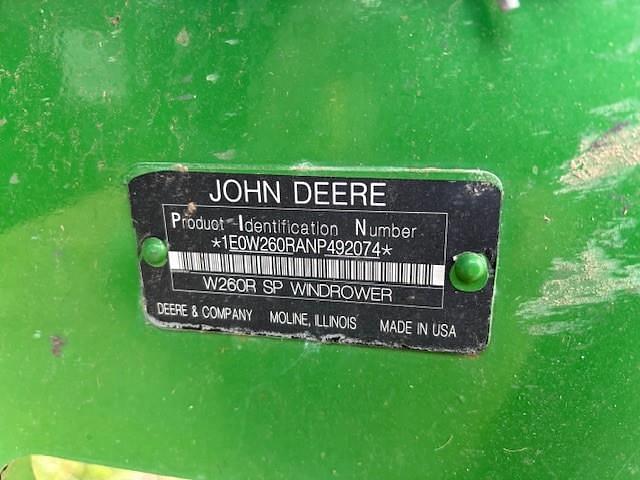 JOHN DEERE
Product Identification Number
*1E0W260RANP492074*
W260R SP WINDROWER
DEERE & COMPANY MOLINE, ILLINOIS MADE IN USA